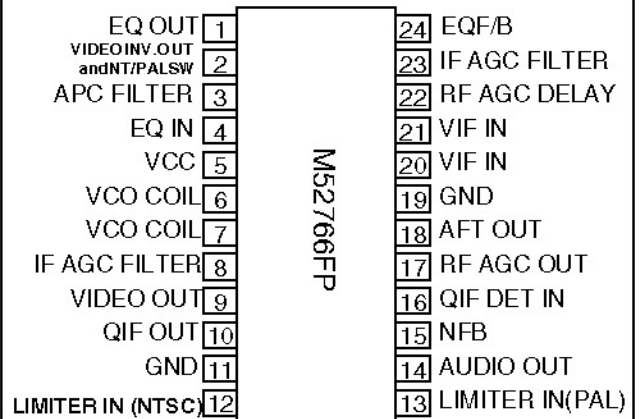 EQ OUT 1 24 EQF/B
VIDEOINV.OUT
andNT/PALSW 2 23 IF AGC FILTER
APC FILTER 3 22 RF AGC DELAY
EQ IN 4 21 VIF IN
VCC 5 20 VIF IN
VCO COIL 6 19 GND
VCO COIL 7 18 AFT OUT
IF AGC FILTER 8 17 RF AGC OUT
VIDEO OUT 9 16 QIF DET IN
QIF OUT 10 15 NFB
GND 11 14 AUDIO OUT
LIMITER IN (NTSC) 12 13 LIMITER IN(PAL)
M52766FP